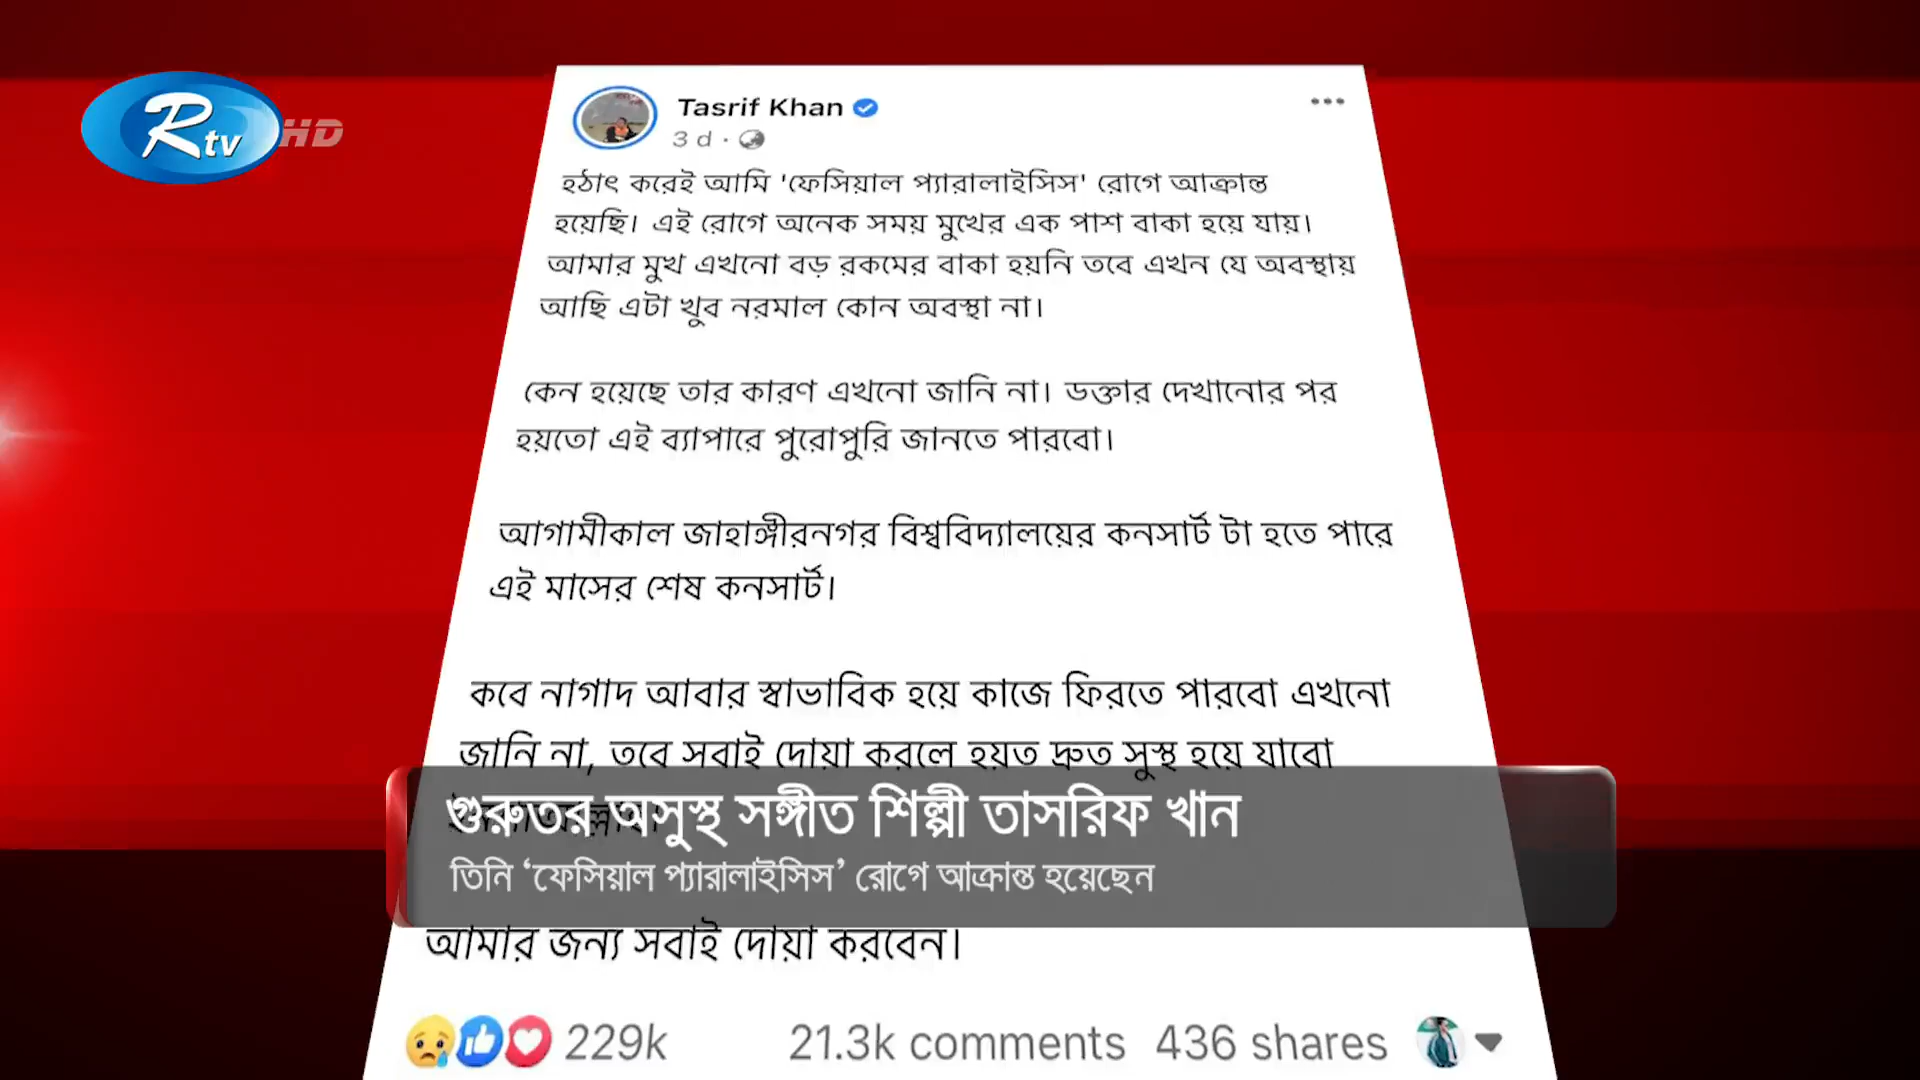 Rtv HD
Tasrif Khan
3 d ·
হঠাৎ করেই আমি 'ফেসিয়াল প্যারালাইসিস' রোগে আক্রান্ত
হয়েছি। এই রোগে অনেক সময় মুখের এক পাশ বাকা হয়ে যায়।
আমার মুখ এখনো বড় রকমের বাকা হয়নি তবে এখন যে অবস্থায়
আছি এটা খুব নরমাল কোন অবস্থা না।
কেন হয়েছে তার কারণ এখনো জানি না। ডক্তার দেখানোর পর
হয়তো এই ব্যাপারে পুরোপুরি জানতে পারবো।
আগামীকাল জাহাঙ্গীরনগর বিশ্ববিদ্যালয়ের কনসার্ট টা হতে পারে
এই মাসের শেষ কনসার্ট।
কবে নাগাদ আবার স্বাভাবিক হয়ে কাজে ফিরতে পারবো এখনো
জানি না, তবে সবাই দোয়া করলে হয়ত দ্রুত সুস্থ হয়ে যাবো
গুরুতর অসুস্থ সঙ্গীত শিল্পী তাসরিফ খান
তিনি ‘ফেসিয়াল প্যারালাইসিস’ রোগে আক্রান্ত হয়েছেন
আমার জন্য সবাই দোয়া করবেন।
229k 21.3k comments 436 shares